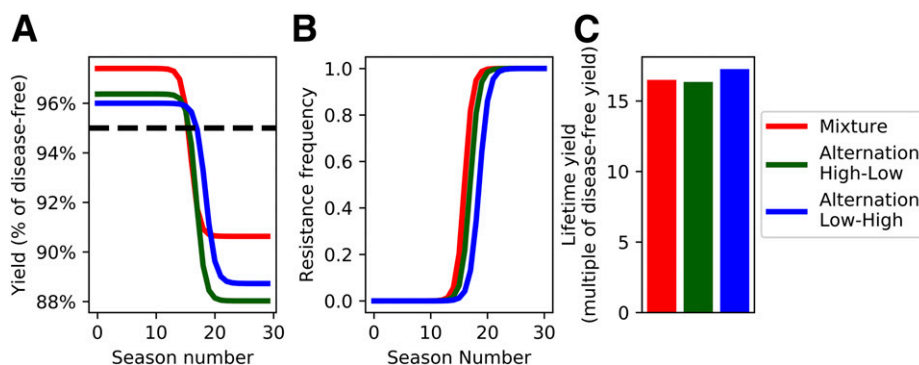 A
Yield (% of disease-free)
96%
94%
92%
90%
88%
0
10
20
30
Season number
B
Resistance frequency
1.0
0.8
0.6
0.4
0.2
0.0
0
10
20
30
Season Number
C
Lifetime yield
(multiple of disease-free yield)
15
10
5
0
Mixture
Alternation
High-Low
Alternation
Low-High